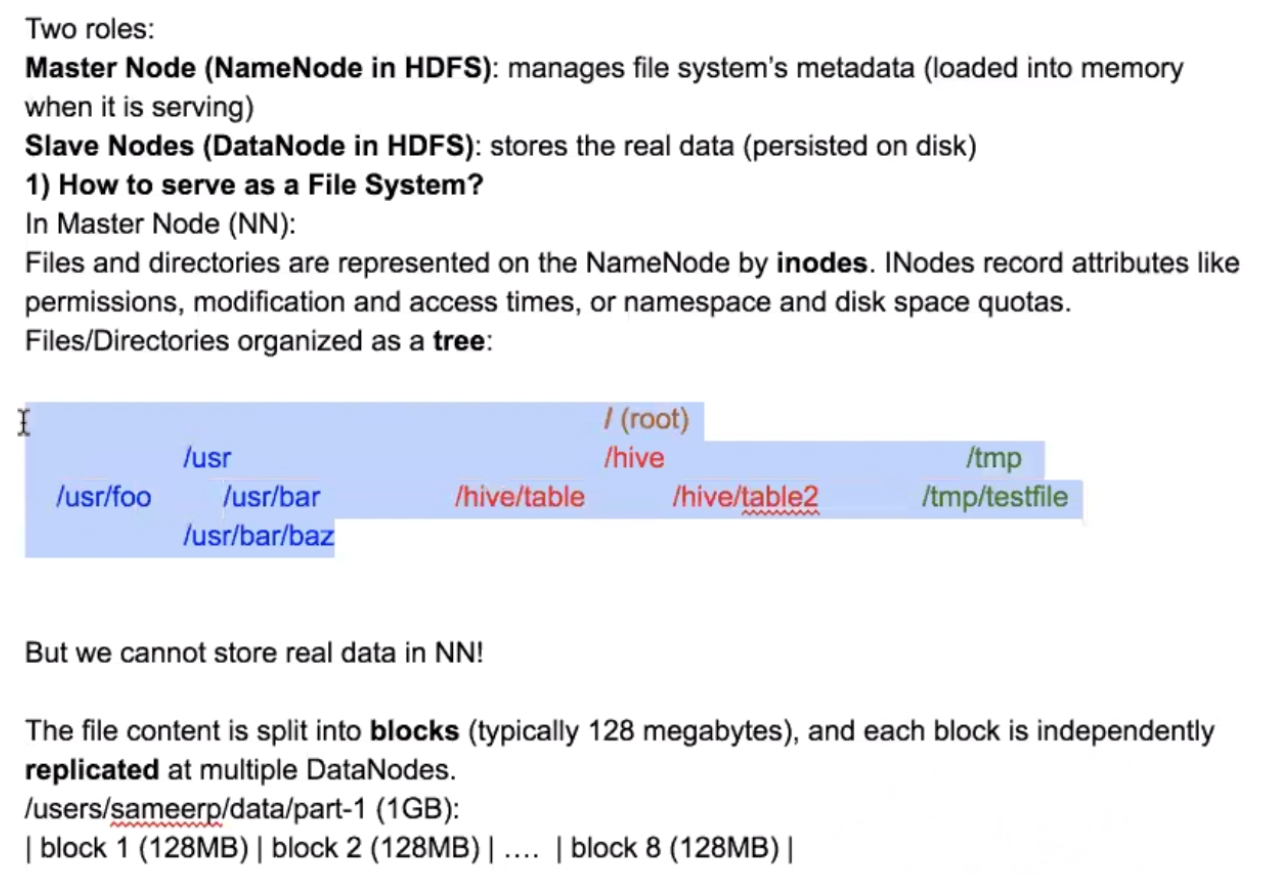 Two roles:
Master Node (NameNode in HDFS): manages file system's metadata (loaded into memory
when it is serving)
Slave Nodes (DataNode in HDFS): stores the real data (persisted on disk)
1) How to serve as a File System?
In Master Node (NN):
Files and directories are represented on the NameNode by inodes. INodes record attributes like
permissions, modification and access times, or namespace and disk space quotas.
Files/Directories organized as a tree:
/ (root)
/usr /hive /tmp
/usr/foo /usr/bar /hive/table /hive/table2 /tmp/testfile
/usr/bar/baz
But we cannot store real data in NN!
The file content is split into blocks (typically 128 megabytes), and each block is independently
replicated at multiple DataNodes.
/users/sameerp/data/part-1 (1GB):
| block 1 (128MB) | block 2 (128MB) | .... | block 8 (128MB) |